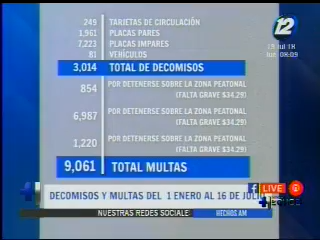 249 TARJETAS DE CIRCULACIÓN
1,961 PLACAS PARES
7,223 PLACAS IMPARES
81 VEHÍCULOS
3,014 TOTAL DE DECOMISOS
854 POR DETENERSE SOBRE LA ZONA PEATONAL
(FALTA GRAVE $34.29)
6,987 POR DETENERSE SOBRE LA ZONA PEATONAL
(FALTA GRAVE $34.29)
1,220 POR DETENERSE SOBRE LA ZONA PEATONAL
(FALTA GRAVE $34.29)
9,061 TOTAL MULTAS
DECOMISOS Y MULTAS DEL 1 ENERO AL 16 DE JULIO
NUESTRAS REDES SOCIALE
HECHOS AM
12
LIVE